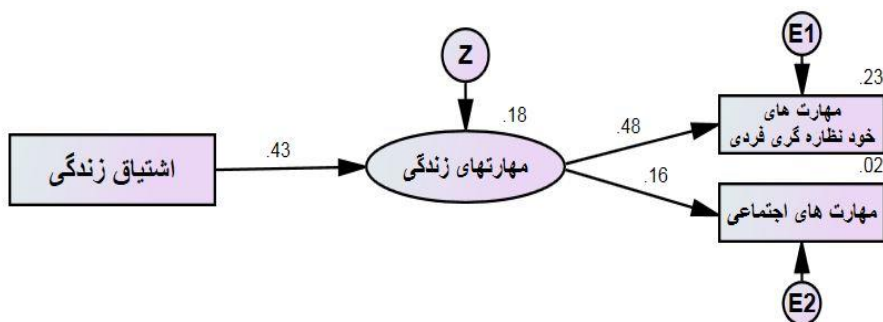 E1
.23
مهارت های
خود نظاره گری فردی
Z
.18
.48
.43
اشتیاق زندگی
مهارتهای زندگی
.02
.16
مهارت های اجتماعی
E2